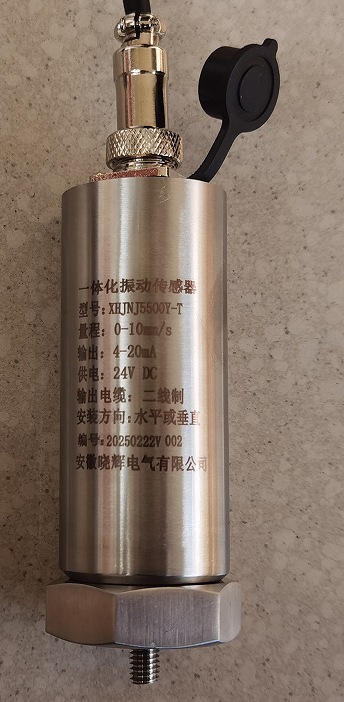 一体化振动传感器
型号：XHJNJ5500Y-T
量程：0-10mm/s
输出：4-20mA
供电：24V DC
输出电缆：二线制
安装方向：水平或垂直
编号：20250222V 002
安徽晓辉电气有限公司